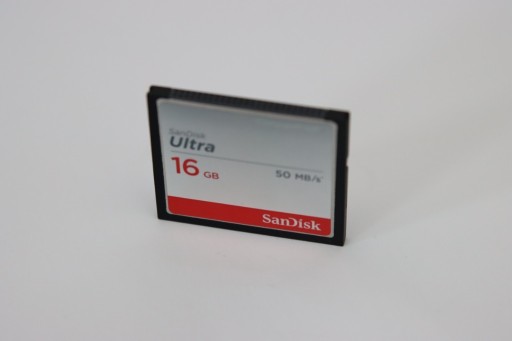 SanDisk
Ultra
16 GB 50 MB/s*
SanDisk